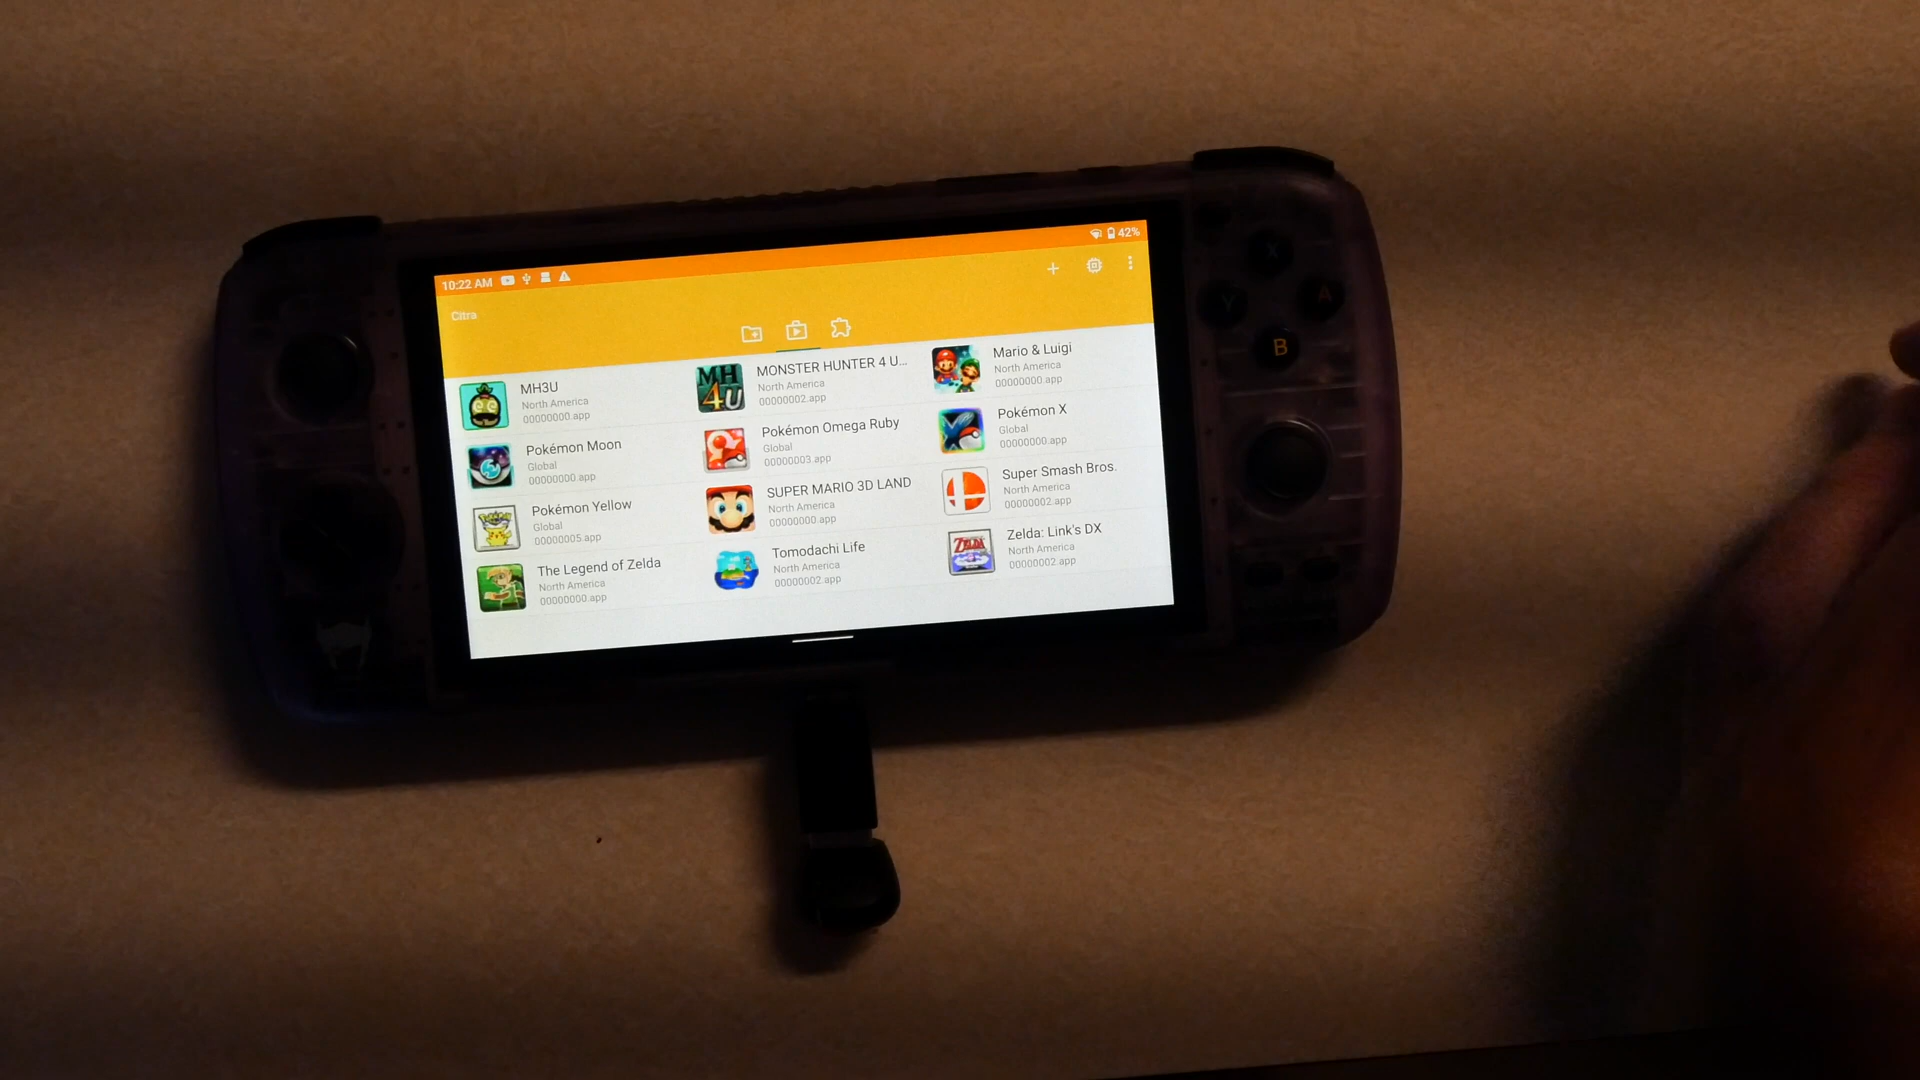 10:22 AM
42%
Citra
MH3U
North America
00000000.app
MONSTER HUNTER 4 U...
North America
00000002.app
Mario & Luigi
North America
00000000.app
Pokémon Moon
Global
00000000.app
Pokémon Omega Ruby
Global
00000003.app
Pokémon X
Global
00000000.app
Pokémon Yellow
Global
00000005.app
SUPER MARIO 3D LAND
North America
00000000.app
Super Smash Bros.
North America
00000002.app
The Legend of Zelda
North America
00000000.app
Tomodachi Life
North America
00000002.app
Zelda: Link's DX
North America
00000002.app
MH
4U
ZELDA
X
Y
A
B